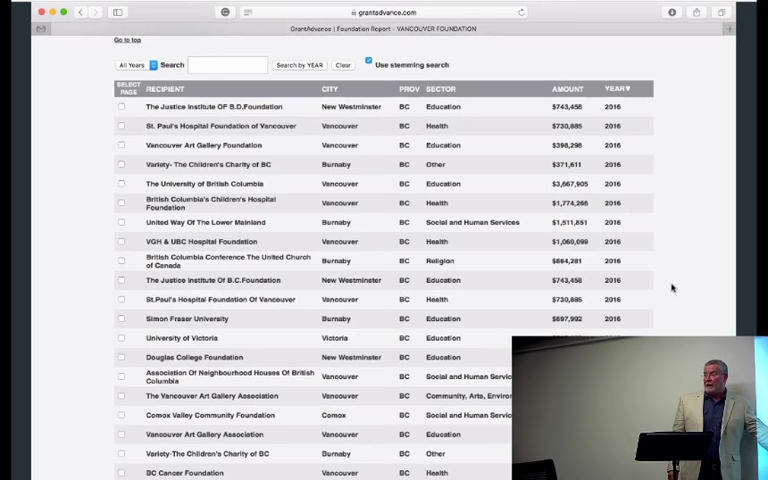 grantadvance.com
GrantAdvance | Foundation Report - VANCOUVER FOUNDATION
Go to top
All Years Search Search by YEAR Clear Use stemming search
SELECT PAGE RECIPIENT CITY PROV SECTOR AMOUNT YEAR▼
The Justice Institute OF B.D.Foundation New Westminster BC Education $743,458 2016
St. Paul's Hospital Foundation of Vancouver Vancouver BC Health $730,885 2016
Vancouver Art Gallery Foundation Vancouver BC Education $398,298 2016
Variety- The Children's Charity of BC Burnaby BC Other $371,611 2016
The University of British Columbia Vancouver BC Education $3,667,905 2016
British Columbia's Children's Hospital
Foundation Vancouver BC Health $1,774,268 2016
United Way Of The Lower Mainland Burnaby BC Social and Human Services $1,511,851 2016
VGH & UBC Hospital Foundation Vancouver BC Health $1,060,099 2016
British Columbia Conference The United Church
of Canada Burnaby BC Religion $864,281 2016
The Justice Institute Of B.C.Foundation New Westminster BC Education $743,458 2016
St.Paul's Hospital Foundation Of Vancouver Vancouver BC Health $730,885 2016
Simon Fraser University Burnaby BC Education $697,992 2016
University of Victoria Victoria BC Education
Douglas College Foundation New Westminster BC Education
Association Of Neighbourhood Houses Of British
Columbia Vancouver BC Social and Human Servic
The Vancouver Art Gallery Association Vancouver BC Community, Arts, Environ
Comox Valley Community Foundation Comox BC Social and Human Servic
Vancouver Art Gallery Association Vancouver BC Education
Variety-The Children's Charity of BC Burnaby BC Other
BC Cancer Foundation Vancouver BC Health